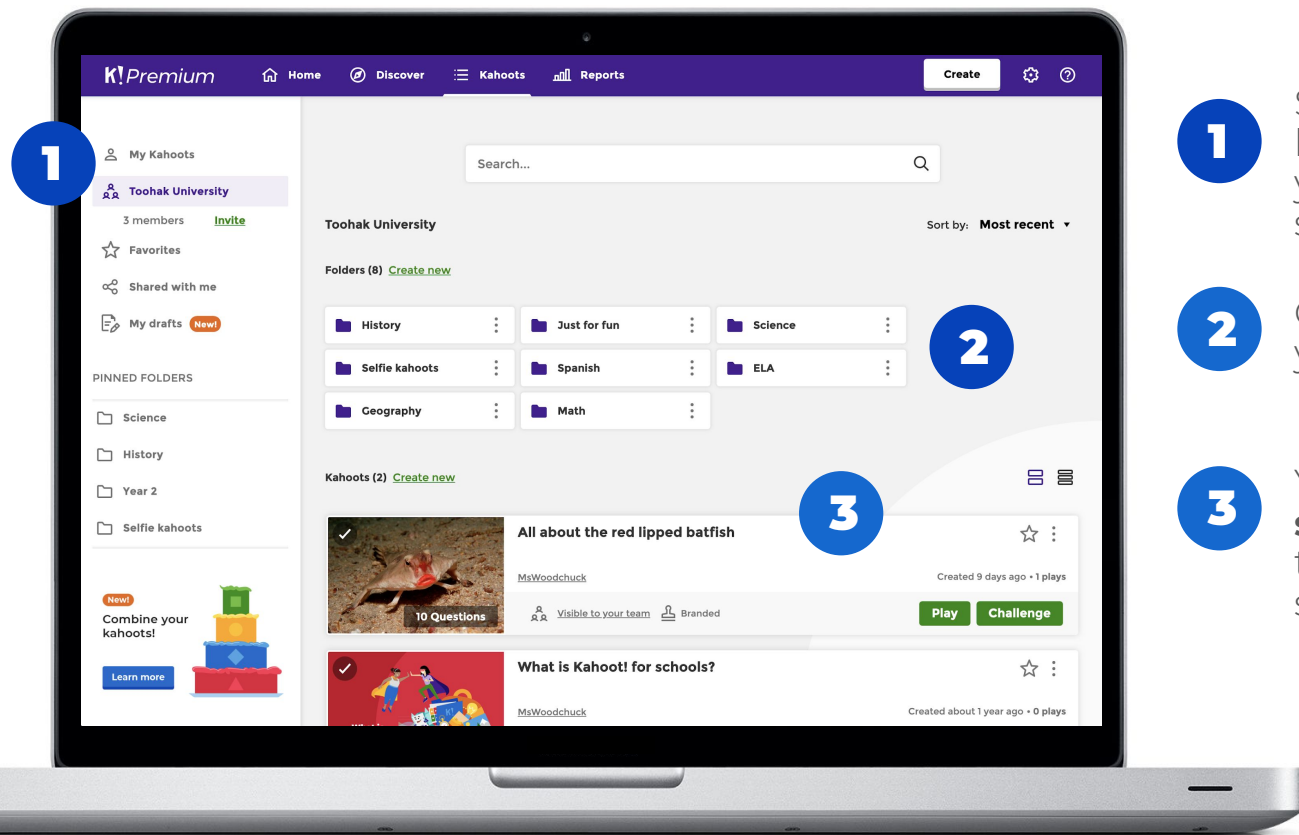 K! Premium
Home
Discover
Kahoots
Reports
Create
1
My Kahoots
Toohak University
3 members Invite
Favorites
Shared with me
My drafts New!
PINNED FOLDERS
Science
History
Year 2
Selfie kahoots
New!
Combine your
kahoots!
Learn more
Search...
Toohak University
Sort by: Most recent
Folders (8) Create new
History
Just for fun
Science
Selfie kahoots
Spanish
ELA
Geography
Math
2
Kahoots (2) Create new
3
All about the red lipped batfish
MsWoodchuck
Created 9 days ago • 1 plays
10 Questions
Visible to your team
Branded
Play
Challenge
What is Kahoot! for schools?
MsWoodchuck
Created about 1 year ago • 0 plays
1
2
3